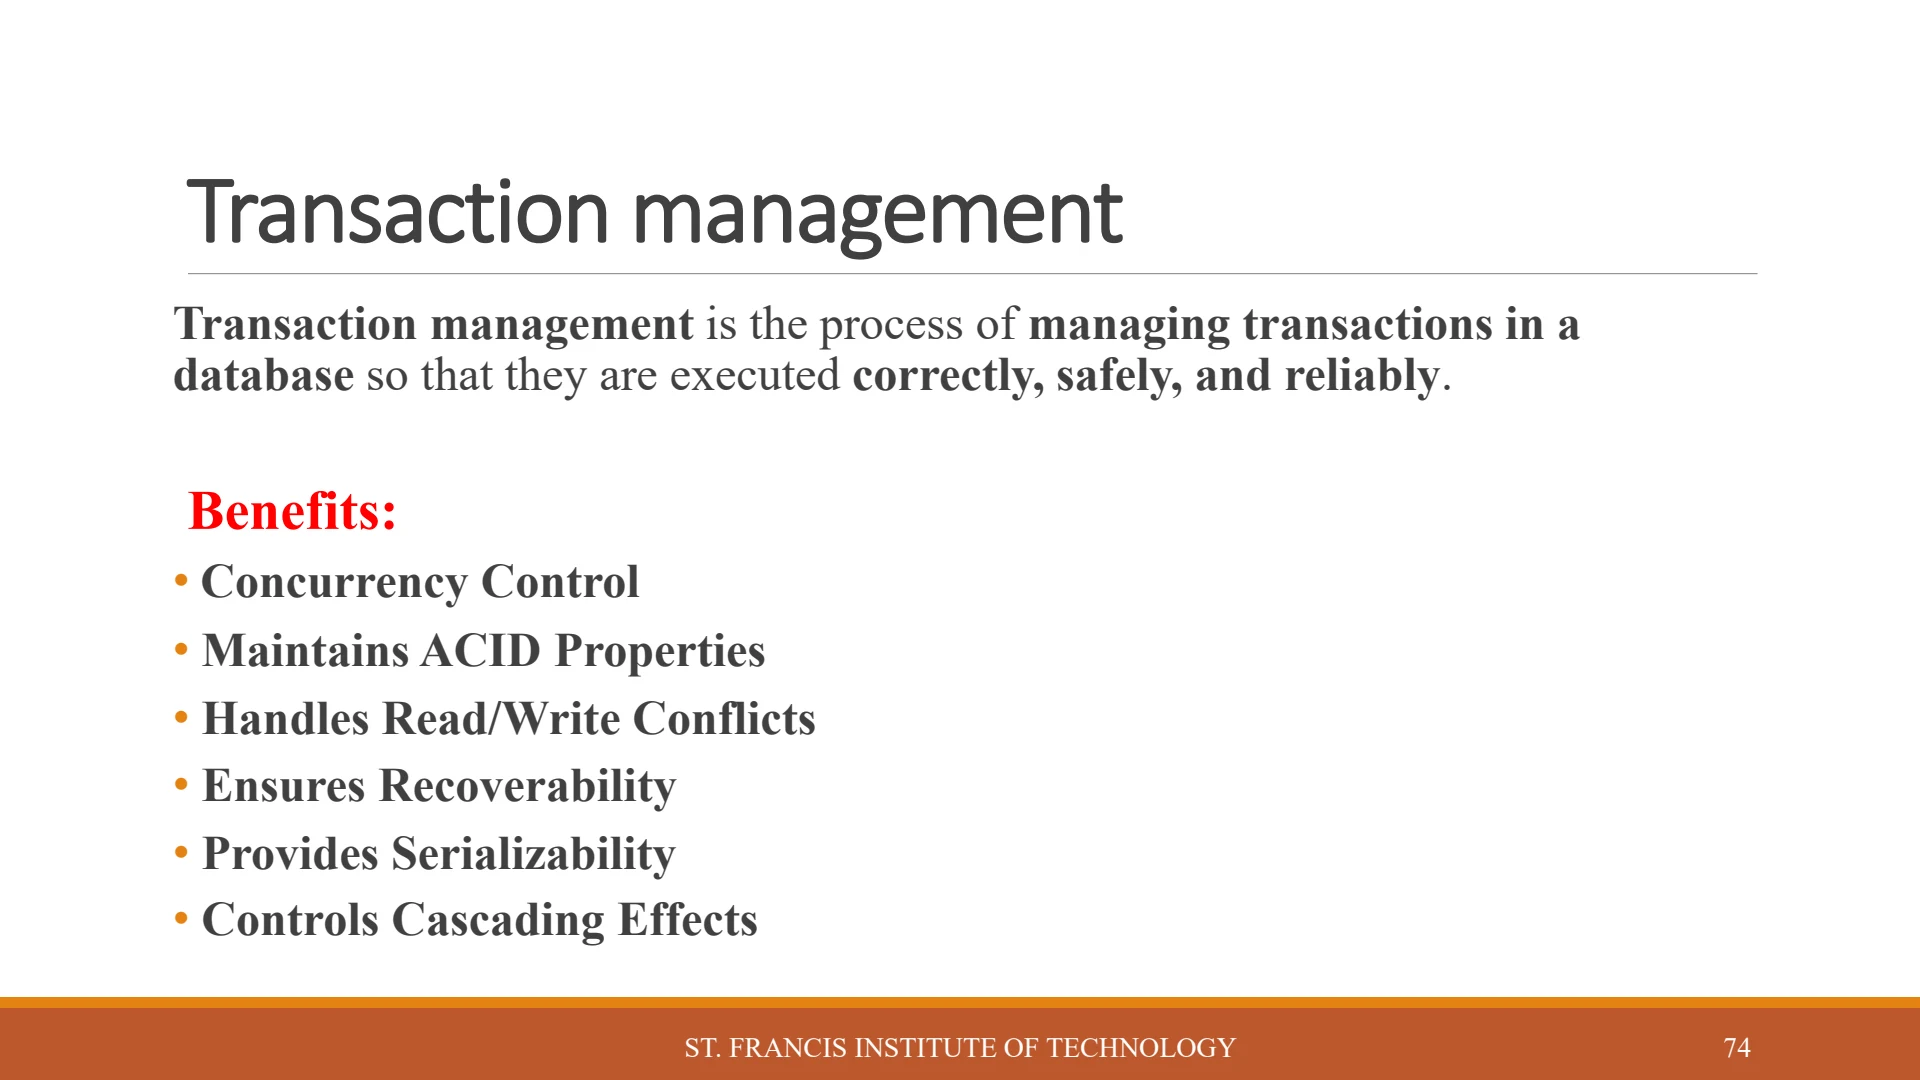 Transaction management
Transaction management is the process of managing transactions in a
database so that they are executed correctly, safely, and reliably.
Benefits:
• Concurrency Control
• Maintains ACID Properties
• Handles Read/Write Conflicts
• Ensures Recoverability
• Provides Serializability
• Controls Cascading Effects
ST. FRANCIS INSTITUTE OF TECHNOLOGY
74